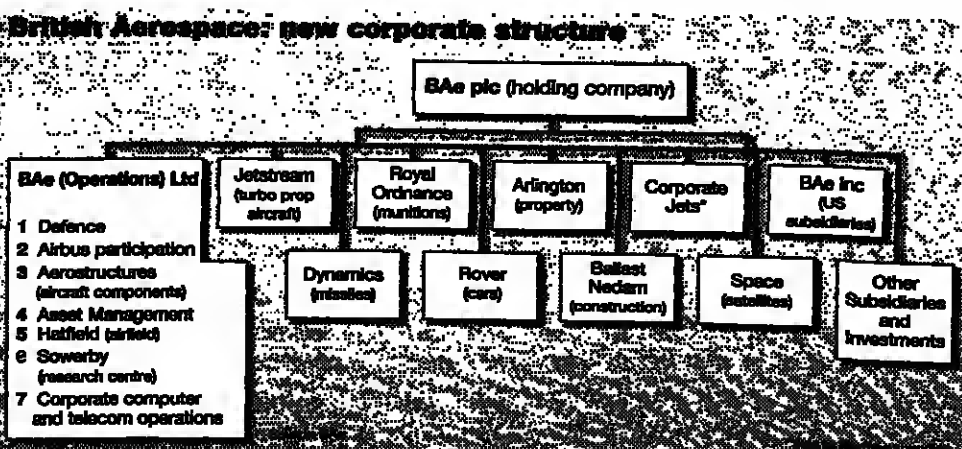 British Aerospace: new corporate structure
BAe plc (holding company)
BAe (Operations) Ltd
1 Defence
2 Airbus participation
3 Aerostructures
(aircraft components)
4 Asset Management
5 Hatfield (airfield)
6 Sowerby
(research centre)
7 Corporate computer
and telecom operations
Jetstream
(turbo prop
aircraft)
Royal
Ordnance
(munitions)
Arlington
(property)
Corporate
Jets*
BAe Inc
(US
subsidiaries)
Dynamics
(missiles)
Rover
(cars)
Ballast
Nedam
(construction)
Space
(satellites)
Other
Subsidiaries
and
Investments